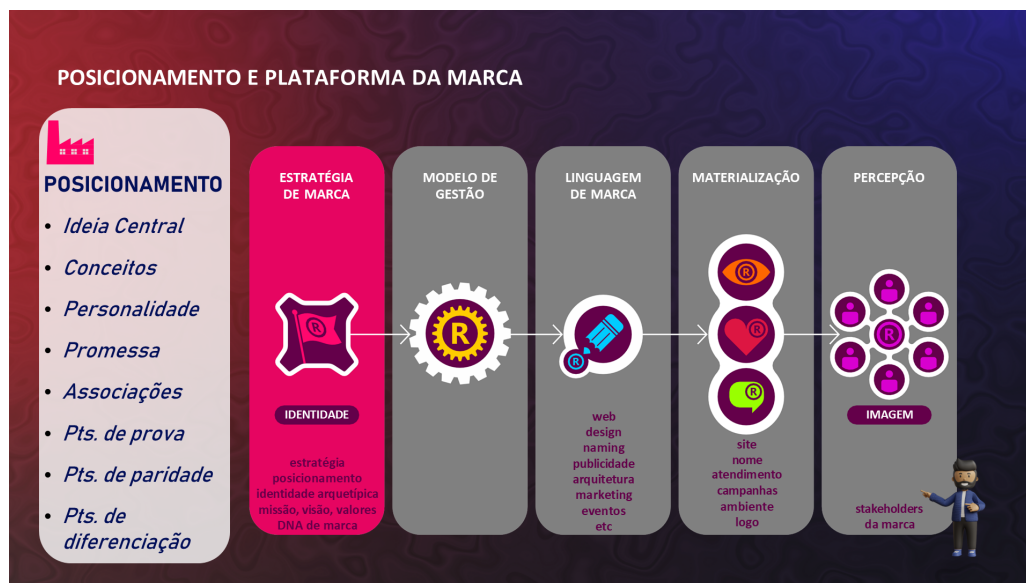 POSICIONAMENTO E PLATAFORMA DA MARCA
POSICIONAMENTO
• Ideia Central
• Conceitos
• Personalidade
• Promessa
• Associações
• Pts. de prova
• Pts. de paridade
• Pts. de
diferenciação
ESTRATÉGIA
DE MARCA
R
IDENTIDADE
estratégia
posicionamento
identidade arquetípica
missão, visão, valores
DNA de marca
MODELO DE
GESTÃO
R
LINGUAGEM
DE MARCA
R
web
design
naming
publicidade
arquitetura
marketing
eventos
etc
MATERIALIZAÇÃO
R
R
R
site
nome
atendimento
campanhas
ambiente
logo
PERCEPÇÃO
R
IMAGEM
stakeholders
da marca